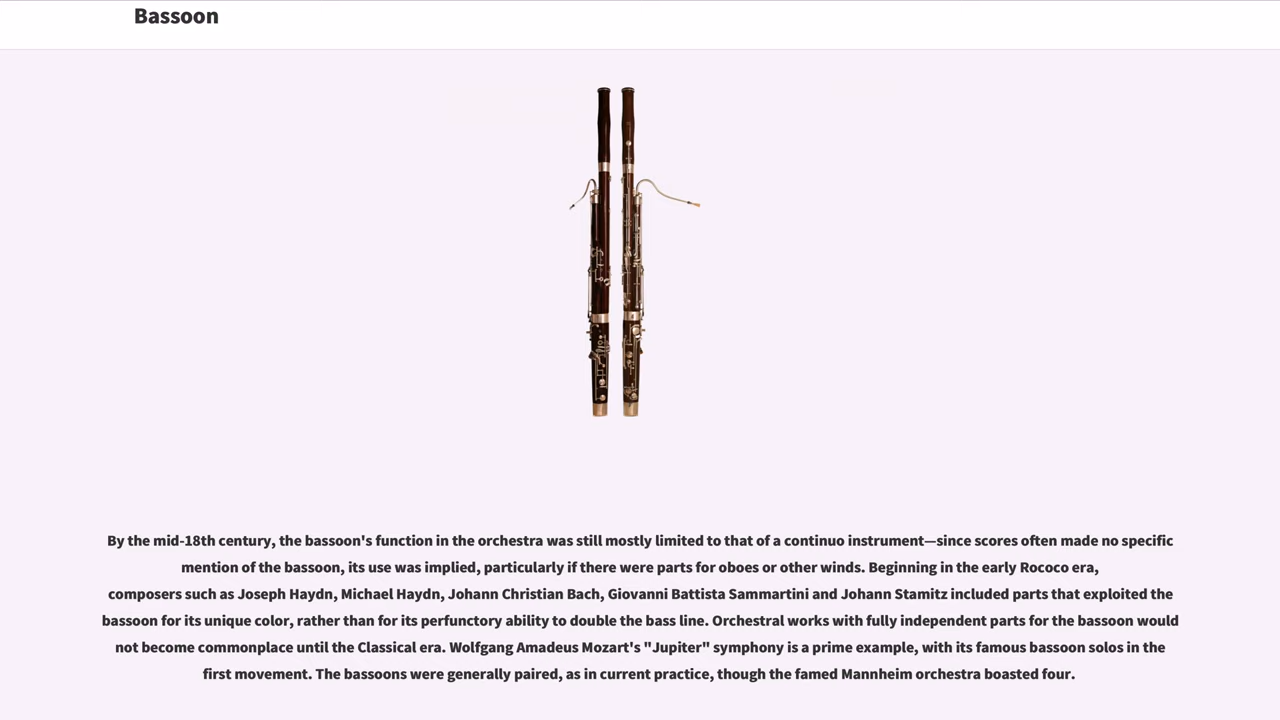 Bassoon
By the mid-18th century, the bassoon's function in the orchestra was still mostly limited to that of a continuo instrument—since scores often made no specific
mention of the bassoon, its use was implied, particularly if there were parts for oboes or other winds. Beginning in the early Rococo era,
composers such as Joseph Haydn, Michael Haydn, Johann Christian Bach, Giovanni Battista Sammartini and Johann Stamitz included parts that exploited the
bassoon for its unique color, rather than for its perfunctory ability to double the bass line. Orchestral works with fully independent parts for the bassoon would
not become commonplace until the Classical era. Wolfgang Amadeus Mozart's "Jupiter" symphony is a prime example, with its famous bassoon solos in the
first movement. The bassoons were generally paired, as in current practice, though the famed Mannheim orchestra boasted four.